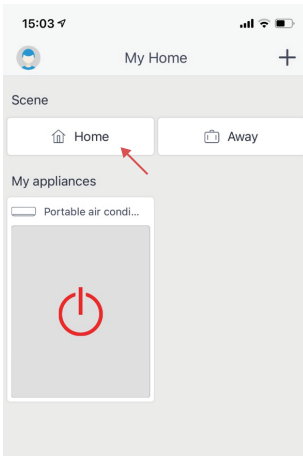 15:03
My Home
Scene
Home
Away
My appliances
Portable air condi...